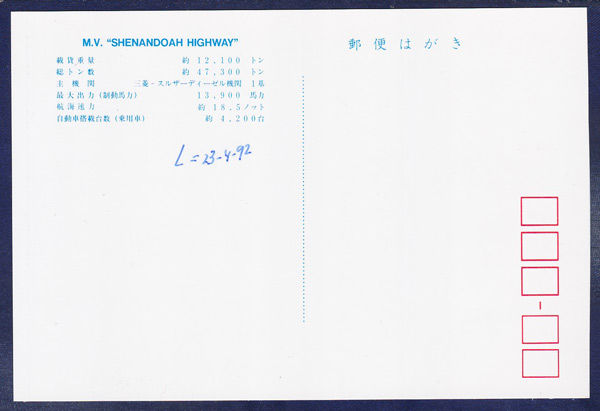 M.V. "SHENANDOAH HIGHWAY"
載貨重量 約 12,100 トン
総トン数 約 47,300 トン
主機関 三菱-スルザーディーゼル機関 1基
最大出力(制動馬力) 13,900 馬力
航海速力 約 18.5ノット
自動車搭載台数(乗用車) 約 4,200台
L = 23-4-92
郵便はがき